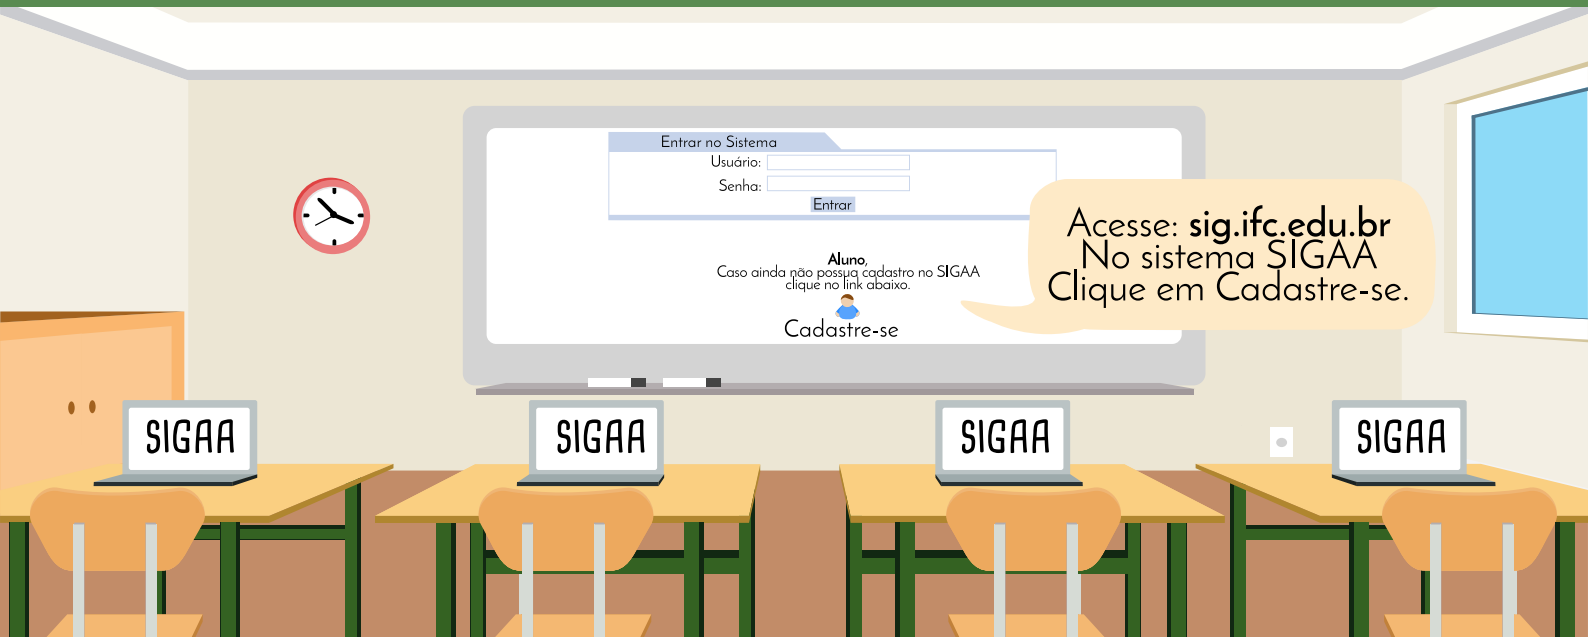 Entrar no Sistema
Usuário:
Senha:
Entrar
Aluno,
Caso ainda não possua cadastro no SIGAA
clique no link abaixo.
Cadastre-se
Acesse: sig.ifc.edu.br
No sistema SIGAA
Clique em Cadastre-se.
SIGAA
SIGAA
SIGAA
SIGAA